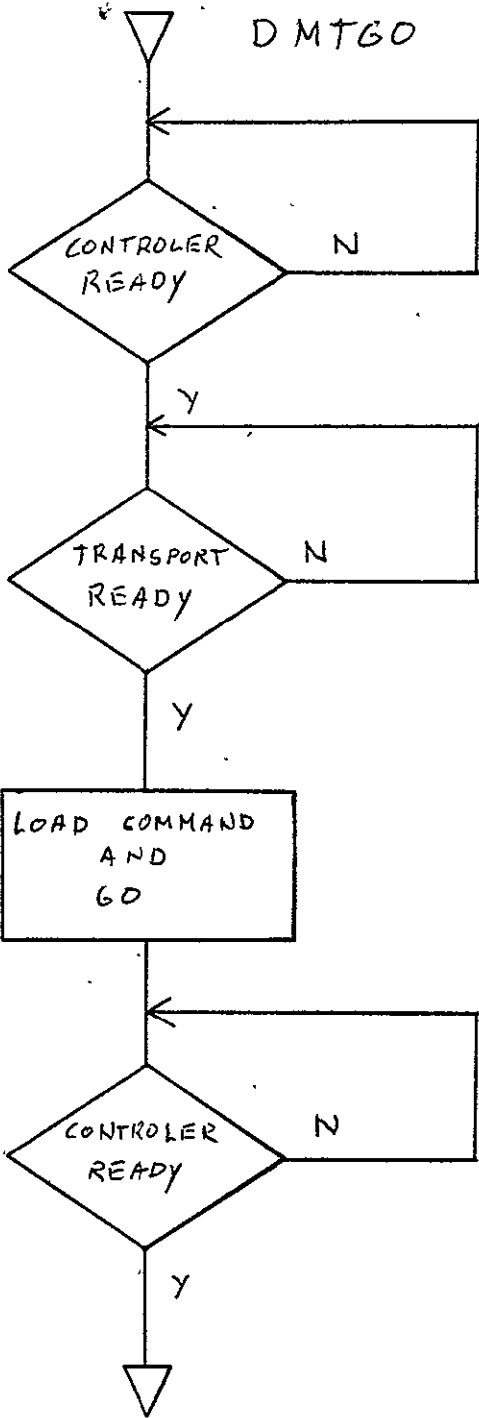 DMTGO
CONTROLER
READY
N
Y
TRANSPORT
READY
N
Y
LOAD COMMAND
AND
GO
CONTROLER
READY
N
Y